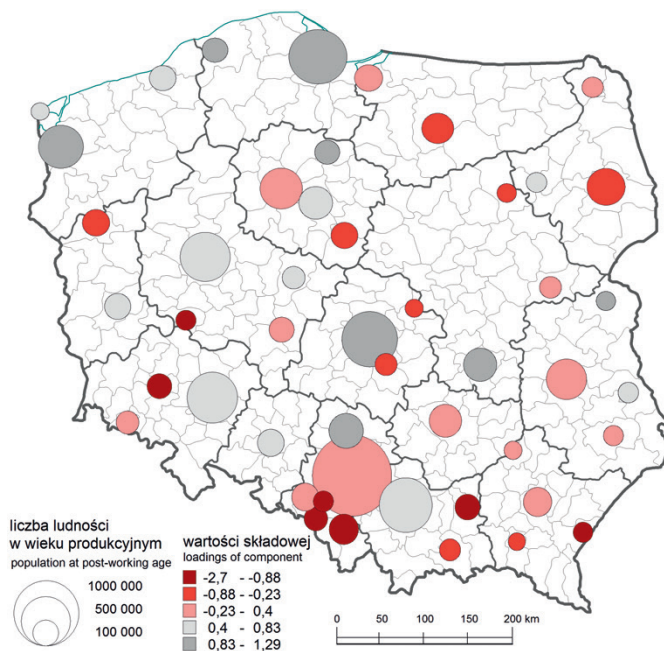 liczba ludności
w wieku produkcyjnym
population at post-working age
1000 000
500 000
100 000
wartości składowej
loadings of component
-2,7 - -0,88
-0,88 - -0,23
-0,23 - 0,4
0,4 - 0,83
0,83 - 1,29
0 50 100 150 200 km